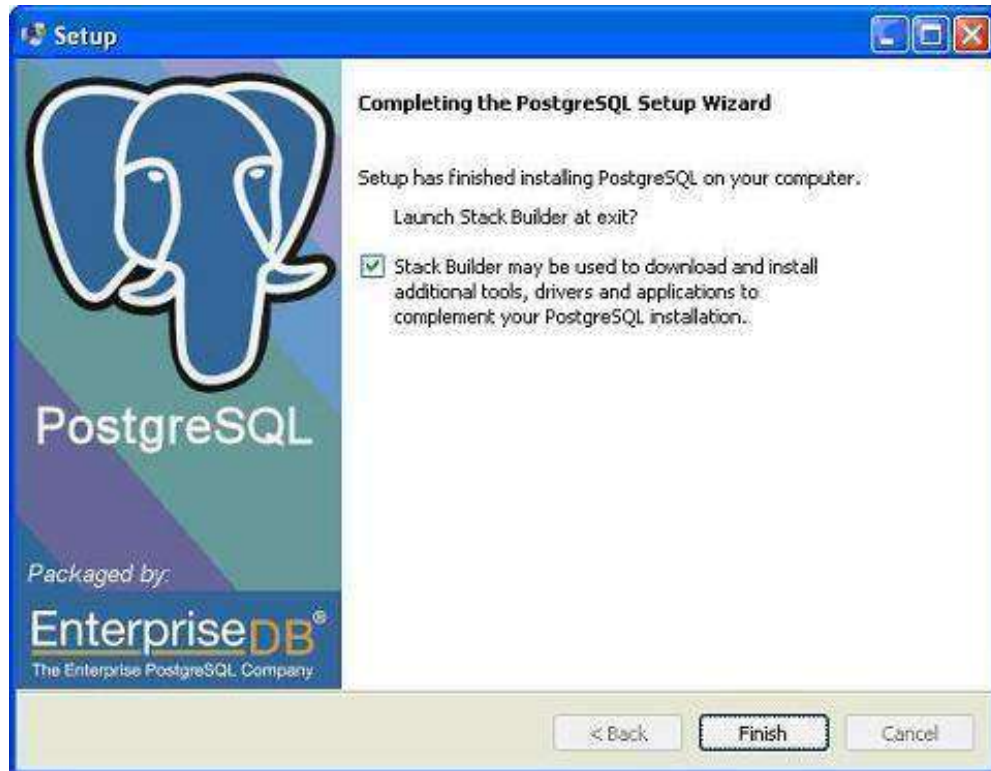 Setup
Completing the PostgreSQL Setup Wizard
Setup has finished installing PostgreSQL on your computer.
Launch Stack Builder at exit?
Stack Builder may be used to download and install
additional tools, drivers and applications to
complement your PostgreSQL installation.
PostgreSQL
Packaged by:
EnterpriseDB®
The Enterprise PostgreSQL Company
< Back
Finish
Cancel